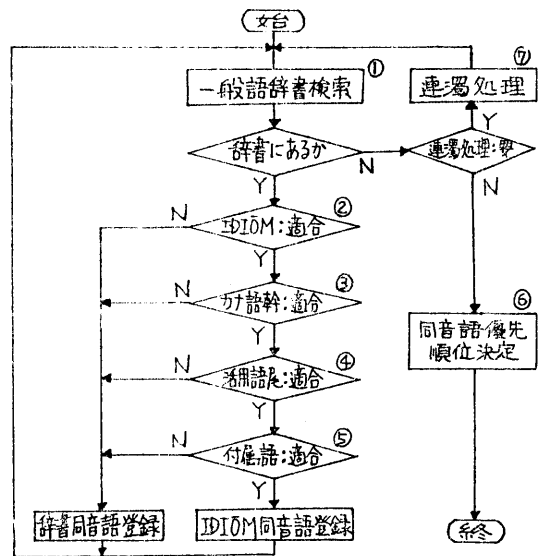 始
⑦
①
一般語辞書検索
連濁処理
Y
辞書にあるか
N
連濁処理:要
Y
N
②
N
IDIOM:適合
Y
③
N
カナ語幹:適合
⑥
Y
同音語優先
順位決定
④
N
活用語尾:適合
Y
⑤
N
付属語:適合
Y
辞書同音語登録
IDIOM同音語登録
終